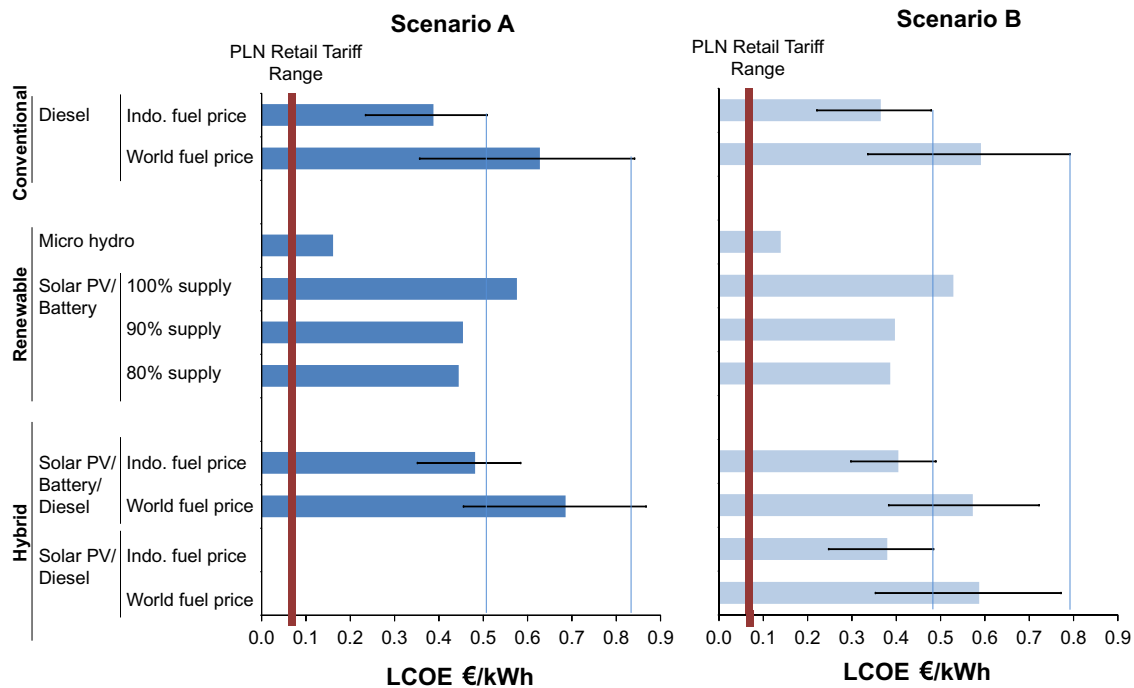 Scenario A
PLN Retail Tariff
Range
Scenario B
PLN Retail Tariff
Range
Conventional
Diesel
Indo. fuel price
World fuel price
Renewable
Micro hydro
Solar PV/
Battery
100% supply
90% supply
80% supply
Hybrid
Solar PV/
Battery/
Diesel
Indo. fuel price
World fuel price
Solar PV/
Diesel
Indo. fuel price
World fuel price
0.0 0.1 0.2 0.3 0.4 0.5 0.6 0.7 0.8 0.9
LCOE €/kWh
0.0 0.1 0.2 0.3 0.4 0.5 0.6 0.7 0.8 0.9
LCOE €/kWh